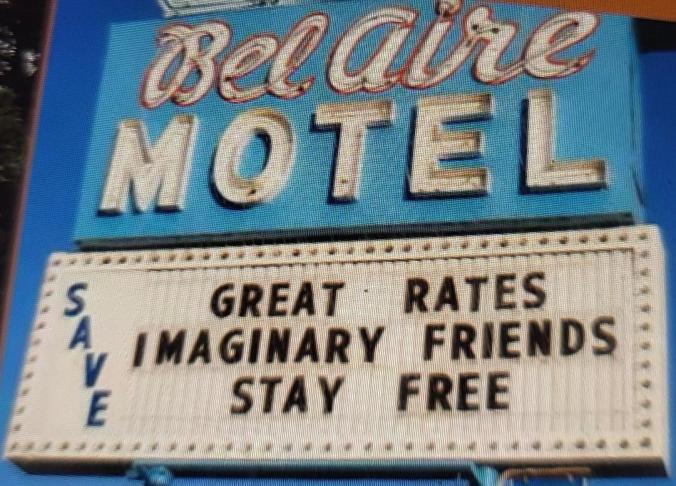 Bel Aire
MOTEL
SAVE
GREAT RATES
IMAGINARY FRIENDS
STAY FREE